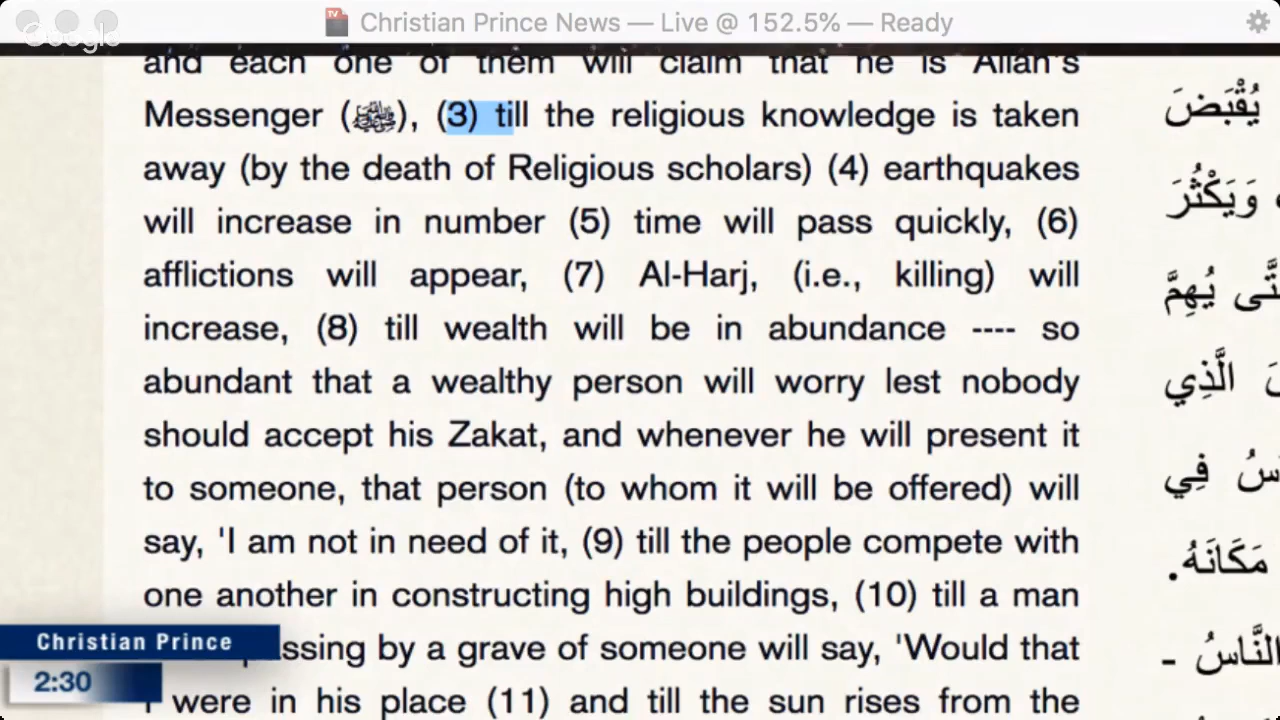 Christian Prince News — Live @ 152.5% — Ready
Google
and each one of them will claim that he is Allah's
Messenger (ﷺ), (3) till the religious knowledge is taken
away (by the death of Religious scholars) (4) earthquakes
will increase in number (5) time will pass quickly, (6)
afflictions will appear, (7) Al-Harj, (i.e., killing) will
increase, (8) till wealth will be in abundance ---- so
abundant that a wealthy person will worry lest nobody
should accept his Zakat, and whenever he will present it
to someone, that person (to whom it will be offered) will
say, 'I am not in need of it, (9) till the people compete with
one another in constructing high buildings, (10) till a man
passing by a grave of someone will say, 'Would that
I were in his place (11) and till the sun rises from the
يُقْبَضَ
وَيَكْثُرَ
يُهِمَّ
الَّذِي
فِي
مَكَانَهُ.
النَّاسُ -
Christian Prince
2:30